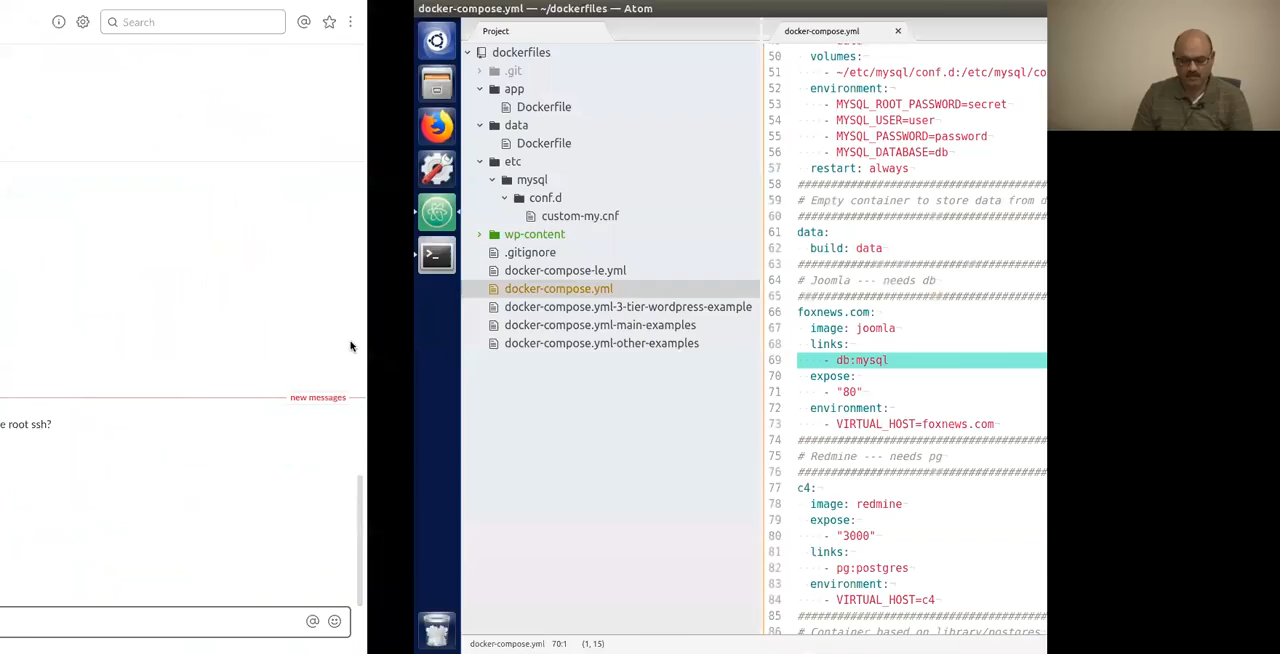 Search
new messages
e root ssh?
docker-compose.yml — ~/dockerfiles — Atom
Project
dockerfiles
.git
app
Dockerfile
data
Dockerfile
etc
mysql
conf.d
custom-my.cnf
wp-content
.gitignore
docker-compose-le.yml
docker-compose.yml
docker-compose.yml-3-tier-wordpress-example
docker-compose.yml-main-examples
docker-compose.yml-other-examples
docker-compose.yml 70:1 (1, 15)
docker-compose.yml
50 volumes:
51 - ~/etc/mysql/conf.d:/etc/mysql/co
52 environment:
53 - MYSQL_ROOT_PASSWORD=secret
54 - MYSQL_USER=user
55 - MYSQL_PASSWORD=password
56 - MYSQL_DATABASE=db
57 restart: always
58 #######################################
59 # Empty container to store data from d
60 #######################################
61 data:
62 build: data
63 #######################################
64 # Joomla --- needs db
65 #######################################
66 foxnews.com:
67 image: joomla
68 links:
69 - db:mysql
70 expose:
71 - "80"
72 environment:
73 - VIRTUAL_HOST=foxnews.com
74 #######################################
75 # Redmine --- needs pg
76 #######################################
77 c4:
78 image: redmine
79 expose:
80 - "3000"
81 links:
82 - pg:postgres
83 environment:
84 - VIRTUAL_HOST=c4
85 #######################################
86 # Container based on library/postgres